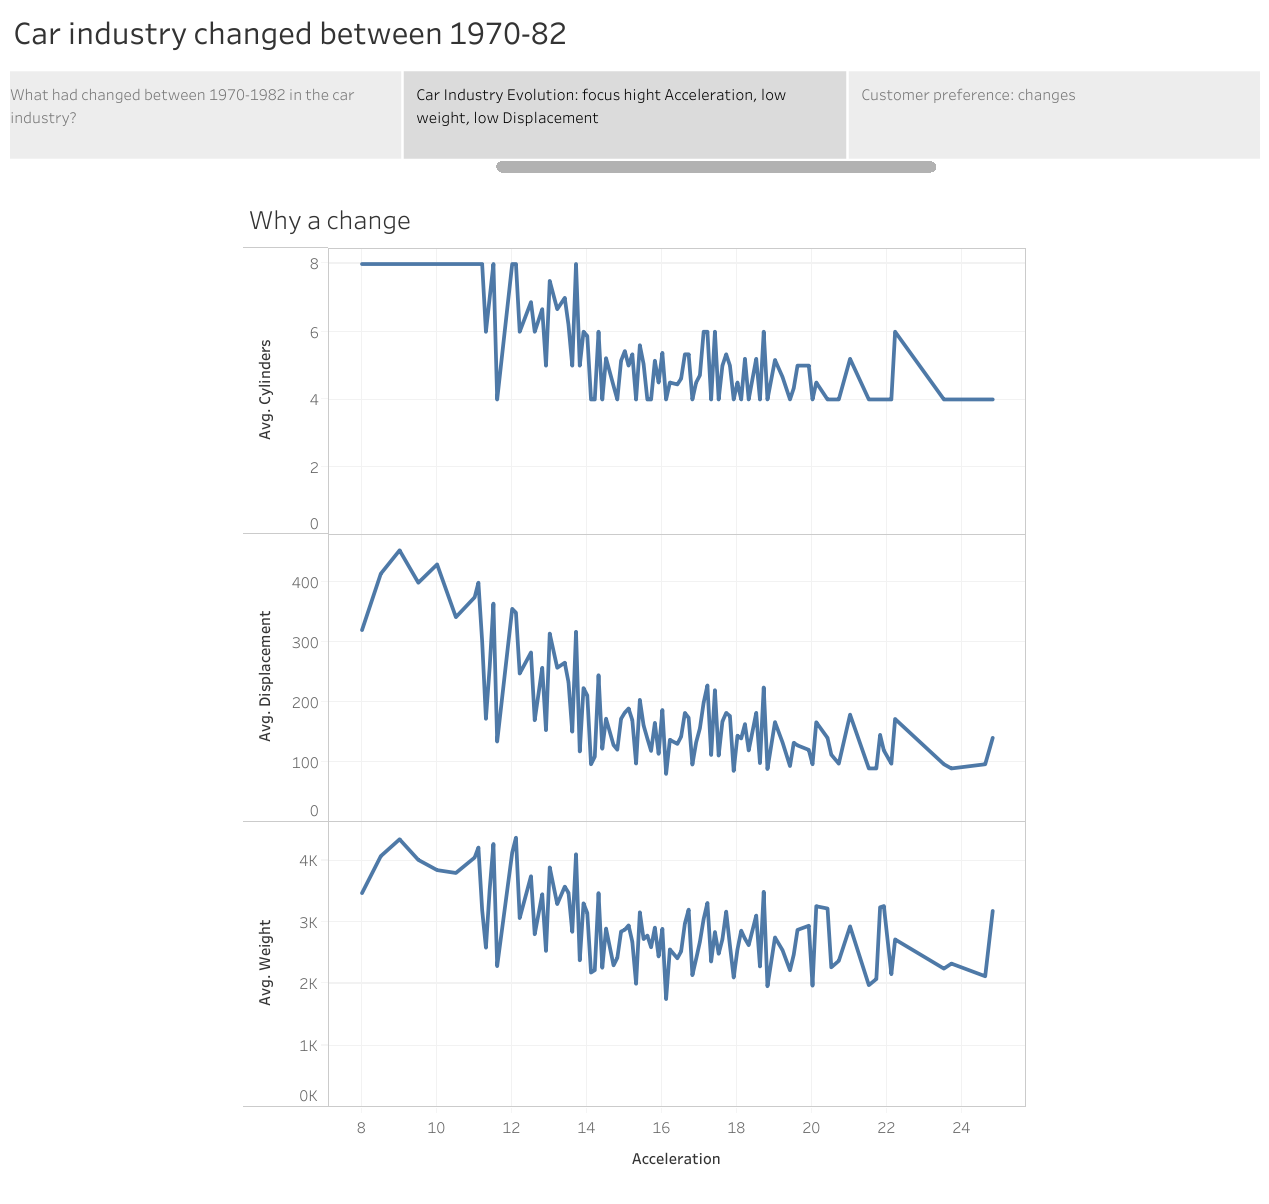 Car industry changed between 1970-82
What had changed between 1970-1982 in the car
industry?
Car Industry Evolution: focus hight Acceleration, low
weight, low Displacement
Customer preference: changes
Why a change
8
6
4
2
0
Avg. Cylinders
400
300
200
100
0
Avg. Displacement
4K
3K
2K
1K
0K
Avg. Weight
8 10 12 14 16 18 20 22 24
Acceleration